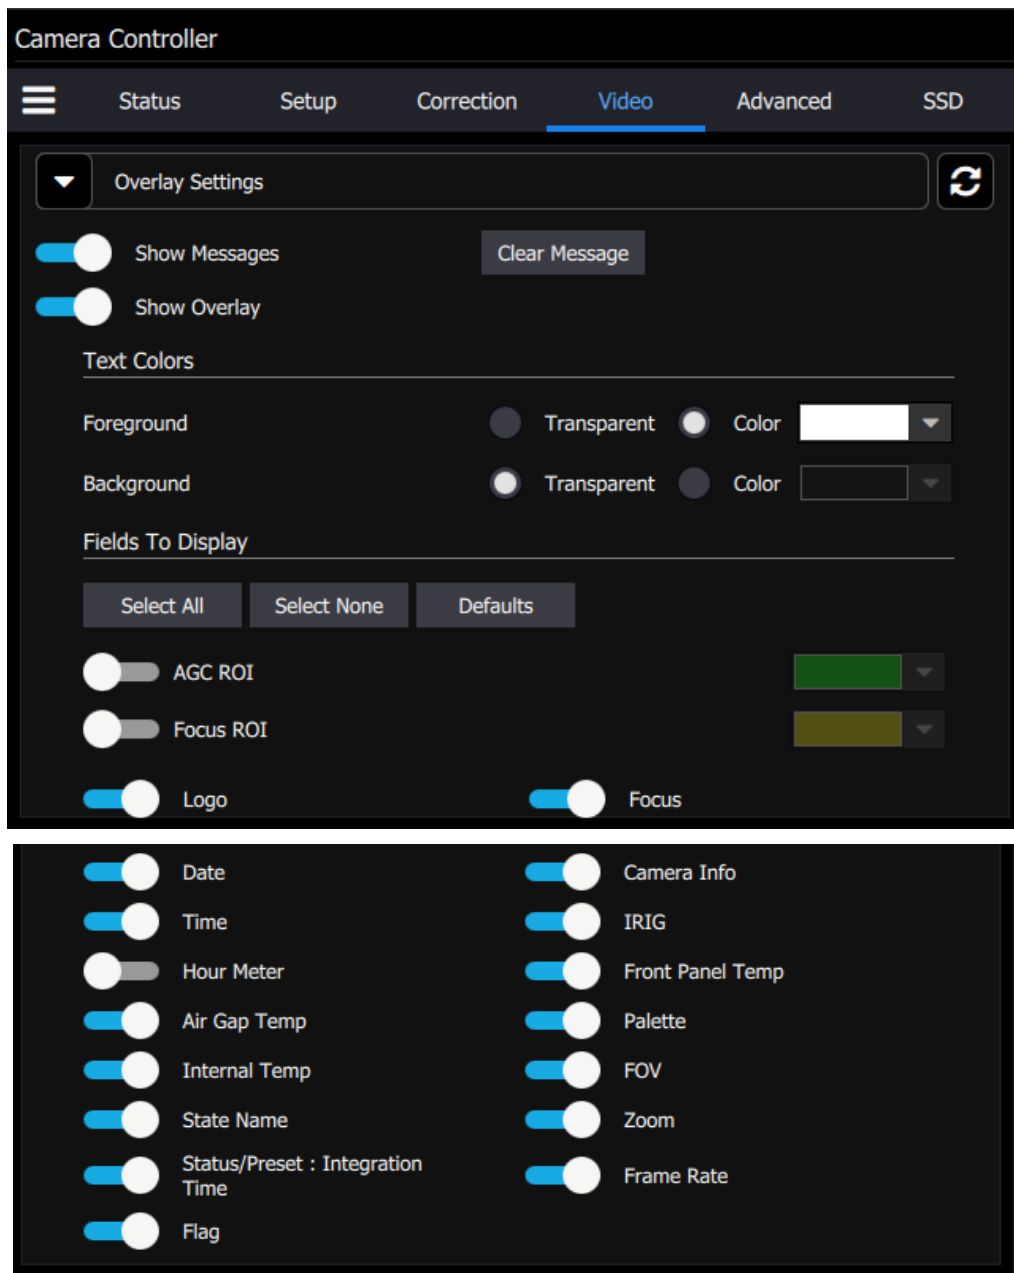 Camera Controller
Status Setup Correction Video Advanced SSD
Overlay Settings
Show Messages Clear Message
Show Overlay
Text Colors
Foreground Transparent Color
Background Transparent Color
Fields To Display
Select All Select None Defaults
AGC ROI
Focus ROI
Logo Focus
Date Camera Info
Time IRIG
Hour Meter Front Panel Temp
Air Gap Temp Palette
Internal Temp FOV
State Name Zoom
Status/Preset : Integration
Time
Frame Rate
Flag